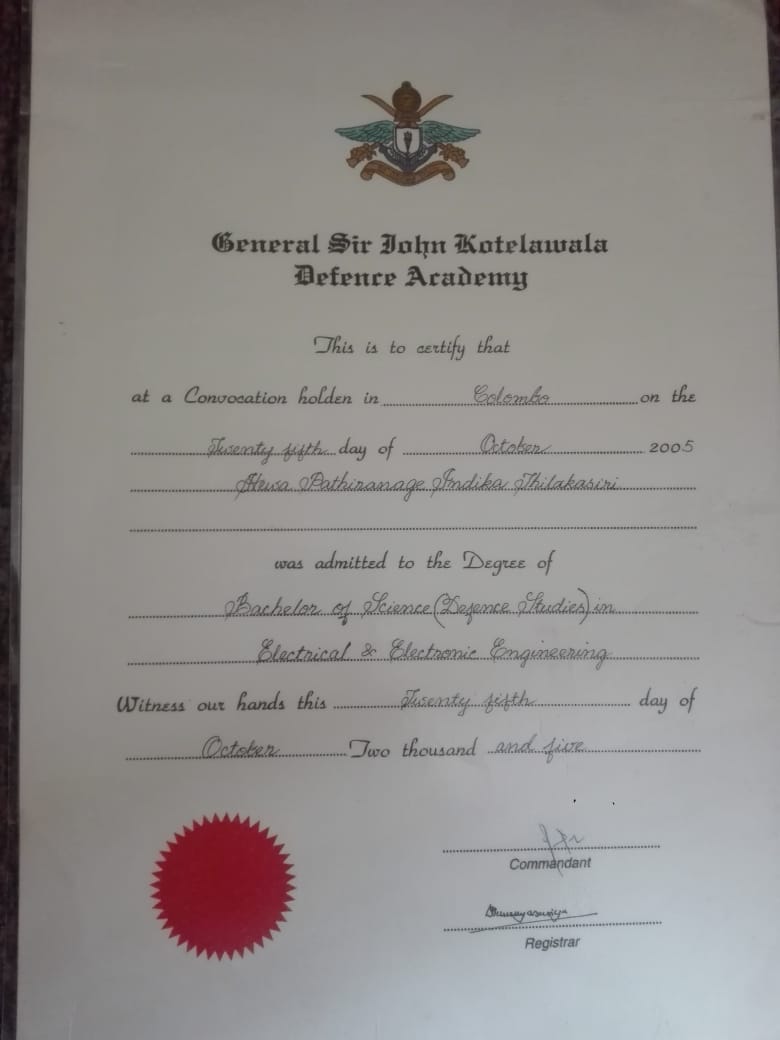 General Sir John Kotelawala
Defence Academy
This is to certify that
at a Convocation holden in Colombo on the
Twenty fifth day of October 2005
Hewa Pathiranage Indika Thilakasiri
was admitted to the Degree of
Bachelor of Science (Defence Studies) in
Electrical & Electronic Engineering
Witness our hands this Twenty fifth day of
October Two thousand and five
Commandant
Registrar